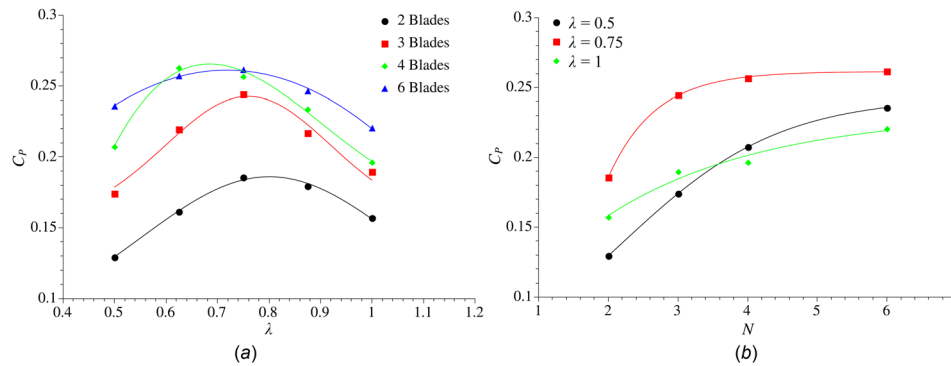 0.3
0.25
0.2
0.15
0.1
C_P
0.4 0.5 0.6 0.7 0.8 0.9 1 1.1 1.2
λ
2 Blades
3 Blades
4 Blades
6 Blades
(a)
0.3
0.25
0.2
0.15
0.1
C_P
1 2 3 4 5 6
N
λ = 0.5
λ = 0.75
λ = 1
(b)